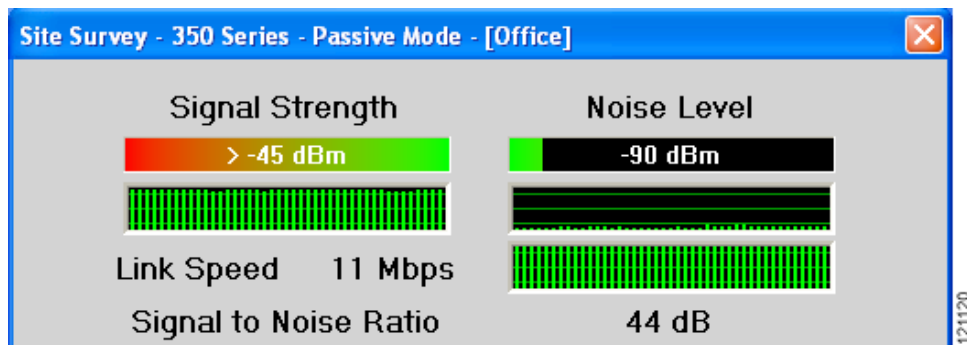 Site Survey - 350 Series - Passive Mode - [Office]
Signal Strength
Noise Level
> -45 dBm
-90 dBm
Link Speed 11 Mbps
Signal to Noise Ratio 44 dB
121120